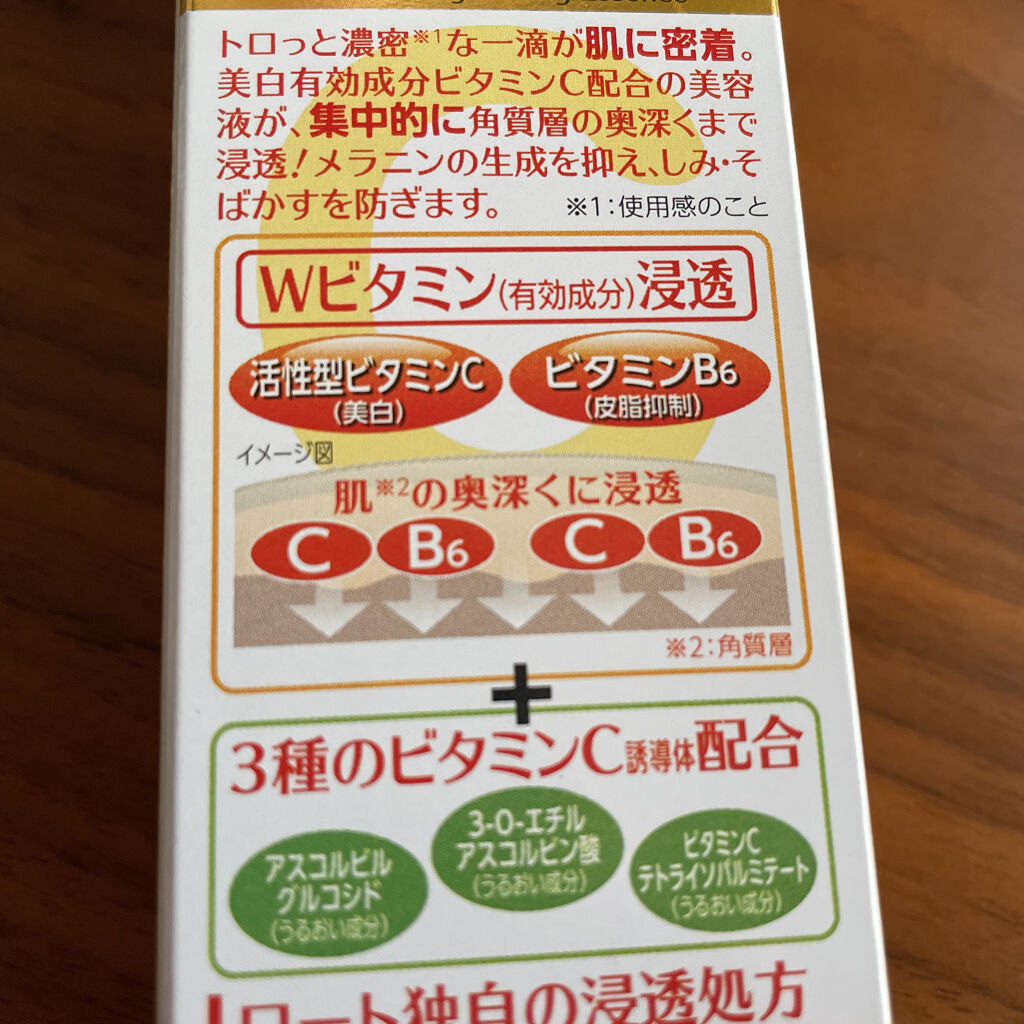 トロっと濃密※1な一滴が肌に密着。
美白有効成分ビタミンC配合の美容
液が、集中的に角質層の奥深くまで
浸透！メラニンの生成を抑え、しみ・そ
ばかすを防ぎます。 ※1：使用感のこと
Wビタミン(有効成分)浸透
活性型ビタミンC
(美白)
ビタミンB6
(皮脂抑制)
イメージ図
肌※2の奥深くに浸透
C B6 C B6
※2：角質層
+
3種のビタミンC誘導体配合
アスコルビル
グルコシド
(うるおい成分)
3-O-エチル
アスコルビン酸
(うるおい成分)
ビタミンC
テトライソパルミテート
(うるおい成分)
ロート独自の浸透処方